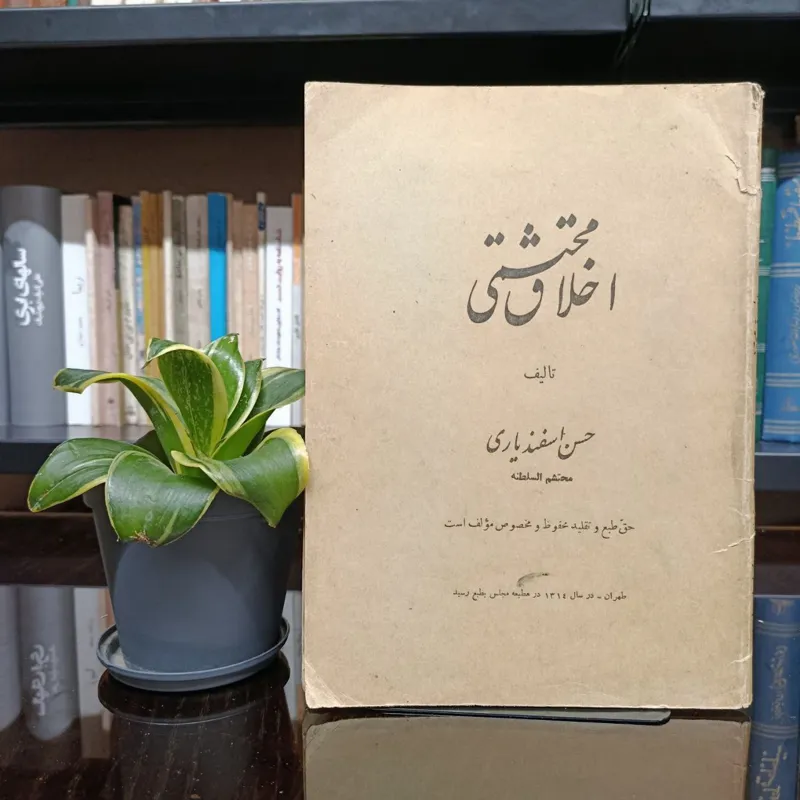 اخلاق محتشمی
تالیف
حسن اسفندیاری
محتشم السلطنه
حق طبع و تقلید محفوظ و مخصوص مؤلف است
طهران - در سال ۱۳۱٤ در مطبعه مجلس بطبع رسید